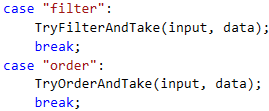 case "filter":
    TryFilterAndTake(input, data);
    break;
case "order":
    TryOrderAndTake(input, data);
    break;